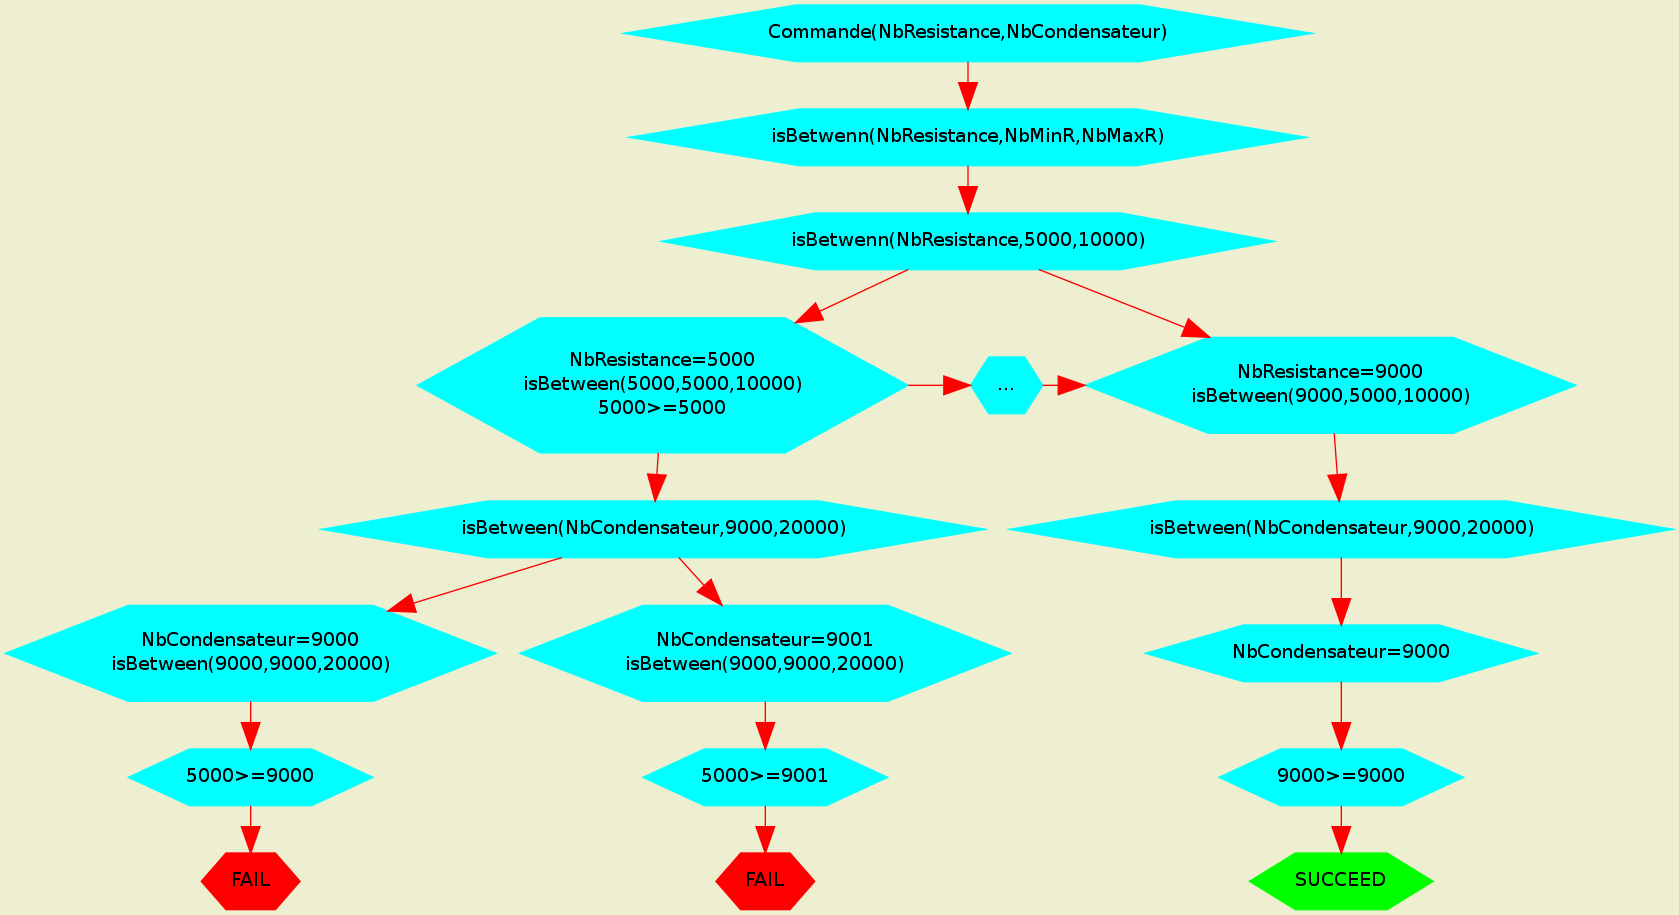 Commande(NbResistance,NbCondensateur)
isBetwenn(NbResistance,NbMinR,NbMaxR)
isBetwenn(NbResistance,5000,10000)
NbResistance=5000
isBetween(5000,5000,10000)
5000>=5000
...
NbResistance=9000
isBetween(9000,5000,10000)
isBetween(NbCondensateur,9000,20000)
isBetween(NbCondensateur,9000,20000)
NbCondensateur=9000
isBetween(9000,9000,20000)
NbCondensateur=9001
isBetween(9000,9000,20000)
NbCondensateur=9000
5000>=9000
5000>=9001
9000>=9000
FAIL
FAIL
SUCCEED